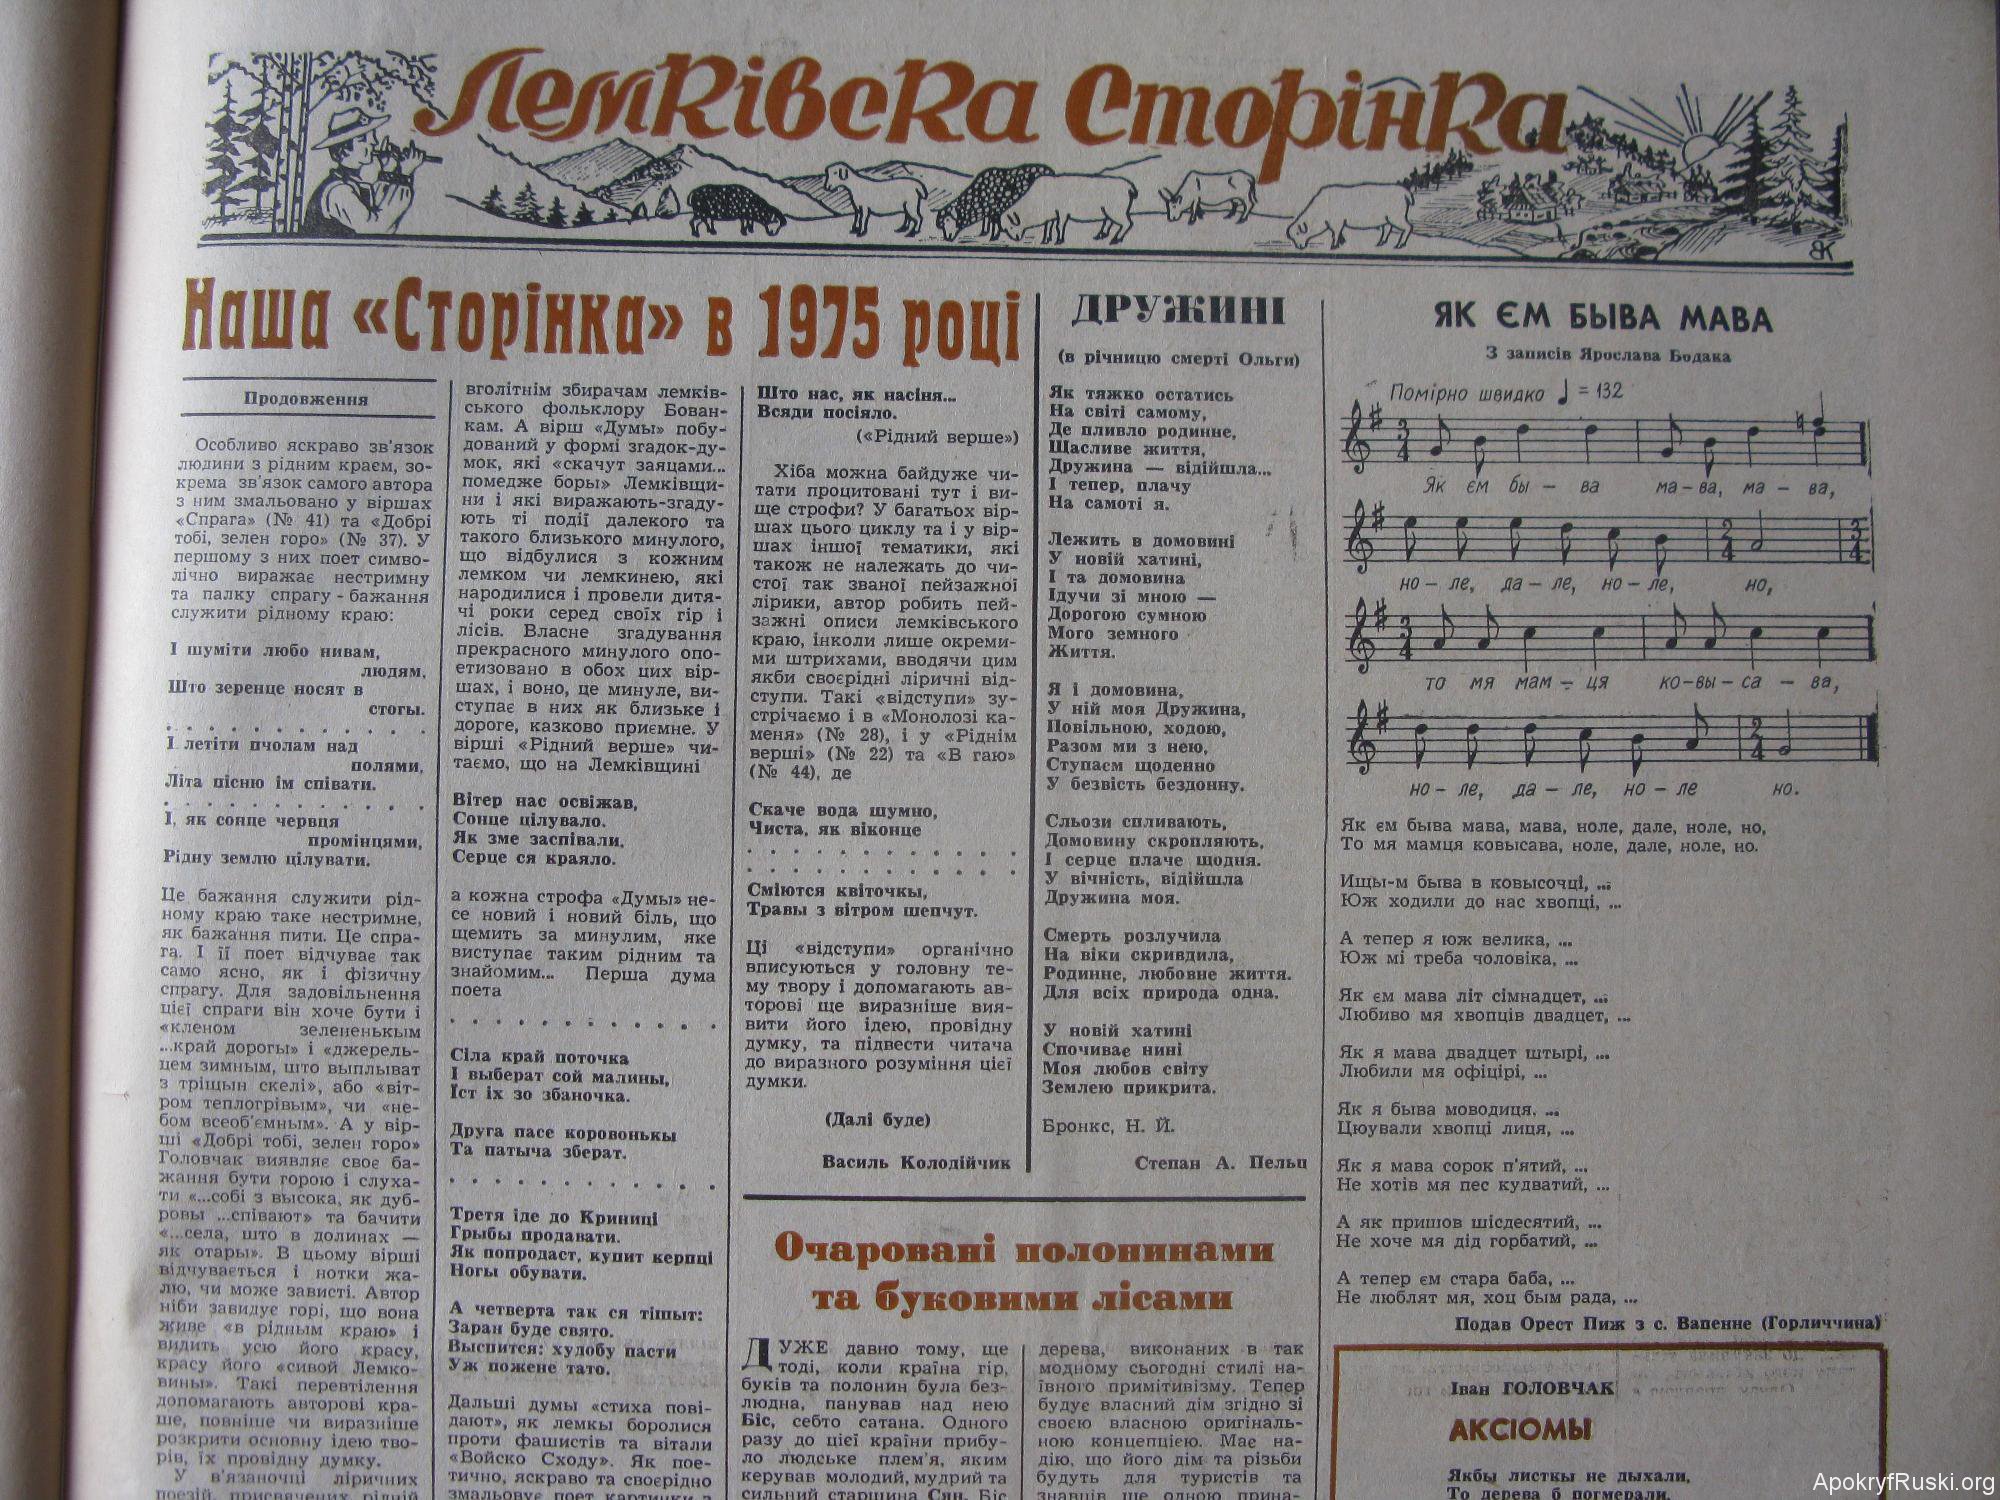 Лемківска Сторінка
Наша «Сторінка» в 1975 році
Продовження
Особливо яскраво зв'язок
людини з рідним краєм, зо-
крема зв'язок самого автора
з ним змальовано у віршах
«Спрага» (№ 41) та «Добрі
тобі, зелен горо» (№ 37). У
першому з них поет симво-
лічно виражає нестримну
та палку спрагу - бажання
служити рідному краю:
І шуміти любо нивам,
людям,
Што зеренце носят в
стогы.
. . . . . . . . . . . .
І летіти пчолам над
полями,
Літа пісню ім співати.
. . . . . . . . . . . .
І, як сонце червця
промінцями,
Рідну землю цілувати.
Це бажання служити рід-
ному краю таке нестримне,
як бажання пити. Це спра-
га. І її поет відчуває так
само ясно, як і фізичну
спрагу. Для задовільнення
цієї спраги він хоче бути і
«кленом зелененькым
...край дорогы» і «джерель-
цем зимным, што выплыват
з тріщын скелі», або «віт-
ром теплогрівым», чи «не-
бом всеоб'ємным». А у вір-
ші «Добрі тобі, зелен горо»
Головчак виявляє своє ба-
жання бути горою і слуха-
ти «...собі з высока, як дуб-
ровы ...співают» та бачити
«...села, што в долинах —
як отары». В цьому вірші
відчувається і нотки жа-
лю, чи може зависті. Автор
ніби завидує горі, що вона
живе «в рідным краю» і
видить усю його красу,
красу його «сивой Лемко-
вины». Такі перевтілення
допомагають авторові кра-
ше, повніше чи виразніше
розкрити основну ідею тво-
рів, їх провідну думку.
У в'язаночці ліричних
поезій, присвячених рідній
вголітнім збирачам лемків-
ського фольклору Бован-
кам. А вірш «Думы» побу-
дований у формі згадок-ду-
мок, які «скачут заяцами...
помедже боры» Лемківщи-
ни і які виражають-згаду-
ють ті події далекого та
такого близького минулого,
що відбулися з кожним
лемком чи лемкинею, які
народилися і провели дитя-
чі роки серед своїх гір і
лісів. Власне згадування
прекрасного минулого опо-
етизовано в обох цих вір-
шах, і воно, це минуле, ви-
ступає в них як близьке і
дороге, казково приємне. У
вірші «Рідний верше» чи-
таємо, що на Лемківщині
Вітер нас освіжав,
Сонце цілувало.
Як зме заспівали,
Серце ся краяло.
а кожна строфа «Думы» не-
се новий і новий біль, що
щемить за минулим, яке
виступає таким рідним та
знайомим... Перша дума
поета
. . . . . . . . . . . .
Сіла край поточка
І выберат сой малины,
Їст іх зо збаночка.
Друга пасе коровонькы
Та патыча зберат.
. . . . . . . . . . . .
Третя іде до Криниці
Грыбы продавати.
Як попродаст, купит керпці
Ногы обувати.
А четверта так ся тішыт:
Заран буде свято.
Выспится: худобу пасти
Уж пожене тато.
Дальші думы «стиха пові-
дают», як лемкы боролися
проти фашистів та вітали
«Войско Сходу». Як пое-
тично, яскраво та своєрідно
змальовує поет картинки з
Што нас, як насіня...
Всяди посіяло.
(«Рідний верше»)
Хіба можна байдуже чи-
тати процитовані тут і ви-
ще строфи? У багатьох вір-
шах цього циклу та і у вір-
шах іншої тематики, які
також не належать до чи-
стої так званої пейзажної
лірики, автор робить пей-
зажні описи лемківського
краю, інколи лише окреми-
ми штрихами, вводячи цим
якби своєрідні ліричні від-
ступи. Такі «відступи» зу-
стрічаємо і в «Монолозі ка-
меня» (№ 28), і у «Ріднім
верші» (№ 22) та «В гаю»
(№ 44), де
Скаче вода шумно,
Чиста, як віконце
. . . . . . . . . . . .
. . . . . . . . . . . .
Сміются квіточкы,
Травы з вітром шепчут.
Ці «відступи» органічно
вписуються у головну те-
му твору і допомагають ав-
торові ще виразніше вия-
вити його ідею, провідну
думку, та підвести читача
до виразного розуміння цієї
думки.
(Далі буде)
Василь Колодійчик
ДРУЖИНІ
(в річницю смерті Ольги)
Як тяжко остатись
На світі самому,
Де пливло родинне,
Щасливе життя,
Дружина — відійшла...
І тепер, плачу
На самоті я.
Лежить в домовині
У новій хатині,
І та домовина
Ідучи зі мною —
Дорогою сумною
Мого земного
Життя.
Я і домовина,
У ній моя Дружина,
Повільною, ходою,
Разом ми з нею,
Ступаєм щоденно
У безвість бездонну.
Сльози спливають,
Домовину скропляють,
І серце плаче щодня.
У вічність, відійшла
Дружина моя.
Смерть розлучила
На віки скривдила,
Родинне, любовне життя.
Для всіх природа одна.
У новій хатині
Спочиває нині
Моя любов світу
Землею прикрита.
Бронкс, Н. Й.
Степан А. Пельц
Очаровані полонинами
та буковими лісами
ДУЖЕ давно тому, ще
тоді, коли країна гір,
буків та полонин була без-
людна, панував над нею
Біс, себто сатана. Одного
разу до цієї країни прибу-
ло людське плем'я, яким
керував молодий, мудрий та
сильний старшина Сян. Біс
дерева, виконаних в так
модному сьогодні стилі на-
ївного примітивізму. Тепер
будує власний дім згідно зі
своєю власною оригіналь-
ною концепцією. Має на-
дію, що його дім та різьби
будуть для туристів та
знавців ще одною прина-
ЯК ЄМ БЫВА МАВА
З записів Ярослава Бодака
Помірно швидко ♩ = 132
Як єм бы — ва ма — ва, ма — ва,
но — ле, да — ле, но — ле, но,
то мя мам — ця ко-вы-са — ва,
но — ле, да — ле, но — ле но.
Як єм быва мава, мава, ноле, дале, ноле, но,
То мя мамця ковысава, ноле, дале, ноле, но.
Ищы-м быва в ковысочці, ...
Юж ходили до нас хвопці, ...
А тепер я юж велика, ...
Юж мі треба чоловіка, ...
Як єм мава літ сімнадцет, ...
Любиво мя хвопців двадцет, ...
Як я мава двадцет штырі, ...
Любили мя офіцірі, ...
Як я быва моводиця, ...
Цюували хвопці лиця, ...
Як я мава сорок п'ятий, ...
Не хотів мя пес кудватий, ...
А як пришов шісдесятий, ...
Не хоче мя дід горбатий, ...
А тепер єм стара баба, ...
Не люблят мя, хоц бым рада, ...
Подав Орест Пиж з с. Вапенне (Горличчина)
Іван ГОЛОВЧАК
АКСІОМЫ
Якбы листкы не дыхали,
То дерева б погмерали,
ApokryfRuski.org